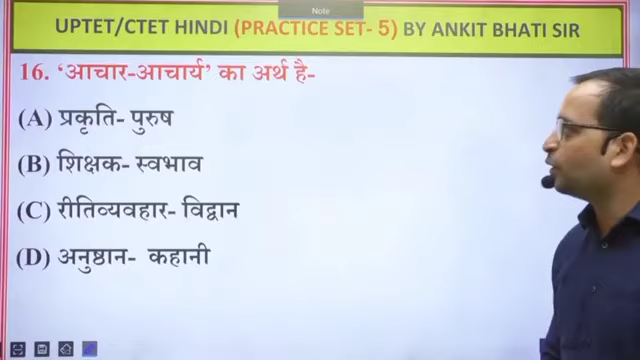 Note
UPTET/CTET HINDI (PRACTICE SET- 5) BY ANKIT BHATI SIR
16. ‘आचार-आचार्य’ का अर्थ है-
(A) प्रकृति- पुरुष
(B) शिक्षक- स्वभाव
(C) रीतिव्यवहार- विद्वान
(D) अनुष्ठान- कहानी